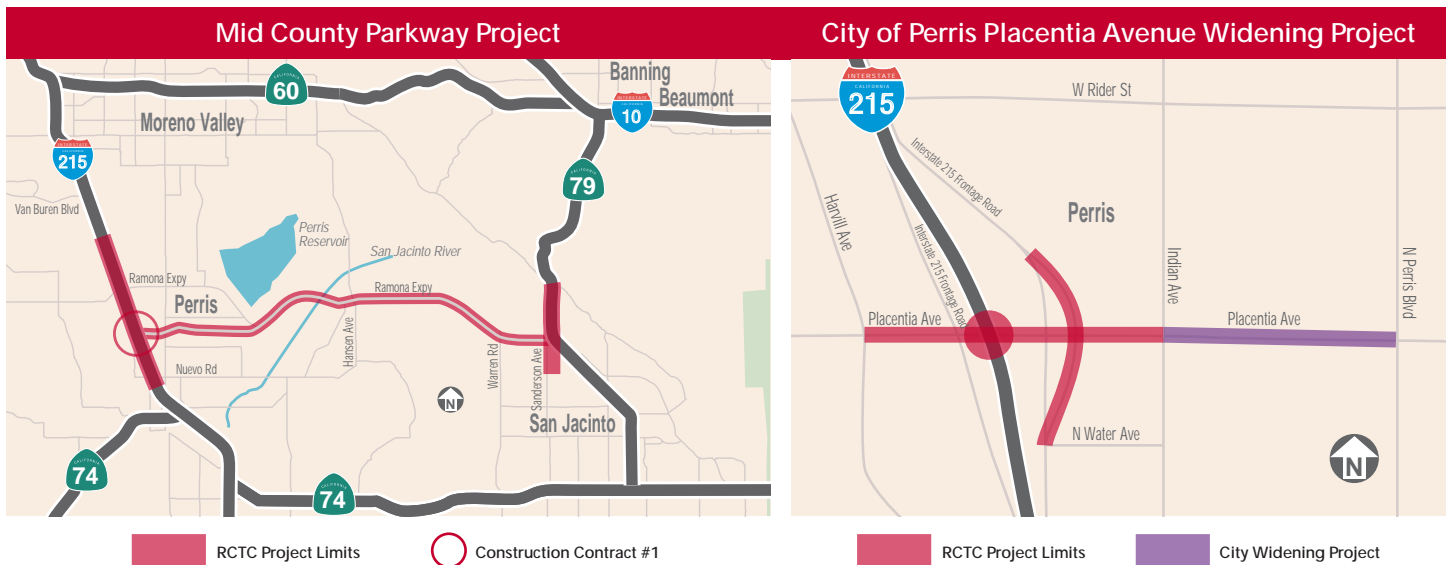 Mid County Parkway Project
CALIFORNIA
60
Banning
Beaumont
INTERSTATE
CALIFORNIA
10
Moreno Valley
INTERSTATE
CALIFORNIA
215
CALIFORNIA
79
Van Buren Blvd
Perris
Reservoir
San Jacinto River
Ramona Expy
Ramona Expy
Perris
Hansen Ave
Nuevo Rd
Warren Rd
Sanderson Ave
N
San Jacinto
CALIFORNIA
74
CALIFORNIA
74
RCTC Project Limits
Construction Contract #1
City of Perris Placentia Avenue Widening Project
INTERSTATE
CALIFORNIA
215
W Rider St
Interstate 215 Frontage Road
Harvill Ave
Perris
Interstate 215 Frontage Road
Indian Ave
N Perris Blvd
Placentia Ave
Placentia Ave
N Water Ave
N
RCTC Project Limits
City Widening Project